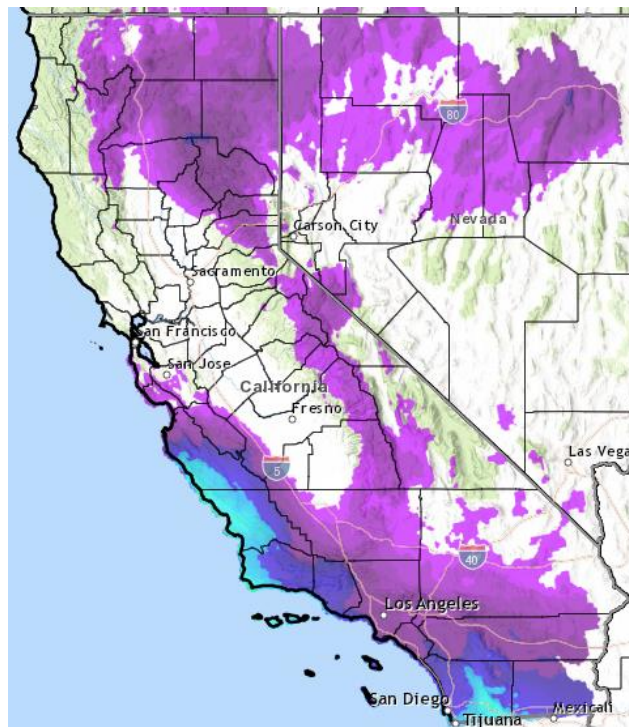 80
Nevada
Carson City
Sacramento
San Francisco
San Jose
California
Fresno
Las Vega
5
40
Los Angeles
San Diego
Mexicali
Tijuana